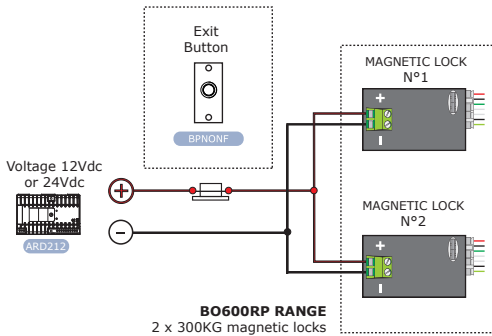 Exit
Button
BPNONF
MAGNETIC LOCK
N°1
+
−
Voltage 12Vdc
or 24Vdc
+
−
ARD212
MAGNETIC LOCK
N°2
+
−
BO600RP RANGE
2 x 300KG magnetic locks